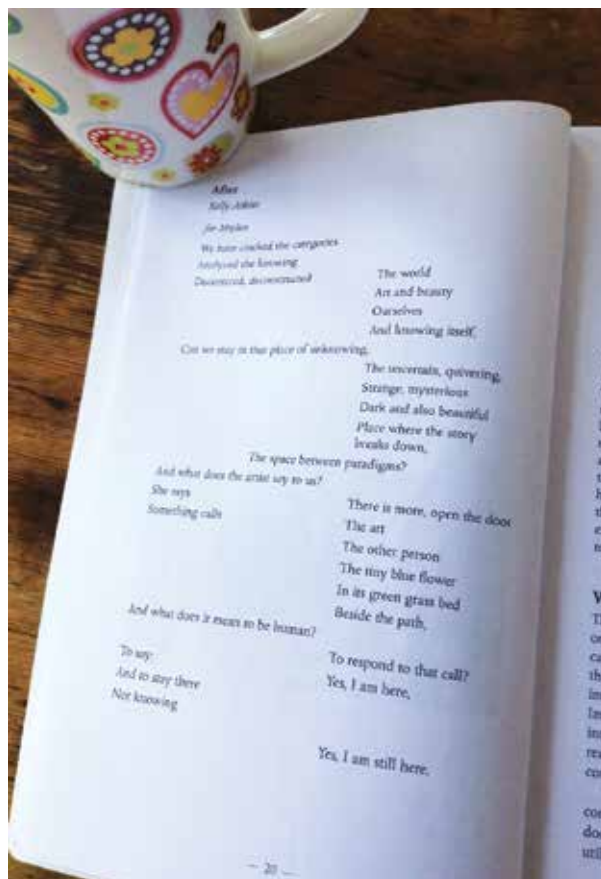 After
Kelly
for
We have cracked the categories
Analyzed the knowing
Decentered, deconstructed
The world
Art and beauty
Ourselves
And knowing itself,
Can we stay in that place of unknowing,
The uncertain, quivering,
Strange, mysterious
Dark and also beautiful
Place where the story
breaks down,
The space between paradigms?
And what does the artist say to us?
She says
Something calls
There is more, open the door
The art
The other person
The tiny blue flower
In its green grass bed
Beside the path,
And what does it mean to be human?
To respond to that call?
To say
Yes, I am here,
And to stay there
Not knowing
Yes, I am still here.
— 20 —